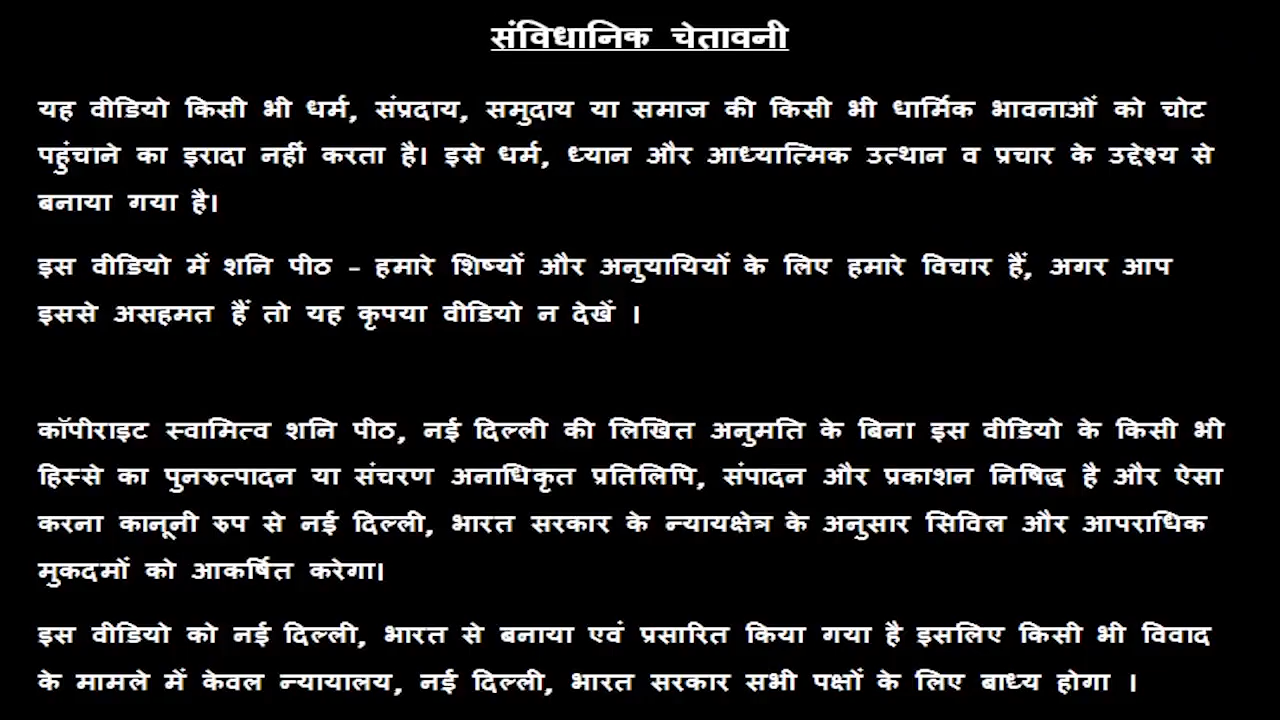 संविधानिक चेतावनी
यह वीडियो किसी भी धर्म, संप्रदाय, समुदाय या समाज की किसी भी धार्मिक भावनाओं को चोट
पहुंचाने का इरादा नहीं करता है। इसे धर्म, ध्यान और आध्यात्मिक उत्थान व प्रचार के उद्देश्य से
बनाया गया है।
इस वीडियो में शनि पीठ – हमारे शिष्यों और अनुयायियों के लिए हमारे विचार हैं, अगर आप
इससे असहमत हैं तो यह कृपया वीडियो न देखें ।
कॉपीराइट स्वामित्व शनि पीठ, नई दिल्ली की लिखित अनुमति के बिना इस वीडियो के किसी भी
हिस्से का पुनरुत्पादन या संचरण अनाधिकृत प्रतिलिपि, संपादन और प्रकाशन निषिद्ध है और ऐसा
करना कानूनी रुप से नई दिल्ली, भारत सरकार के न्यायक्षेत्र के अनुसार सिविल और आपराधिक
मुकदमों को आकर्षित करेगा।
इस वीडियो को नई दिल्ली, भारत से बनाया एवं प्रसारित किया गया है इसलिए किसी भी विवाद
के मामले में केवल न्यायालय, नई दिल्ली, भारत सरकार सभी पक्षों के लिए बाध्य होगा ।